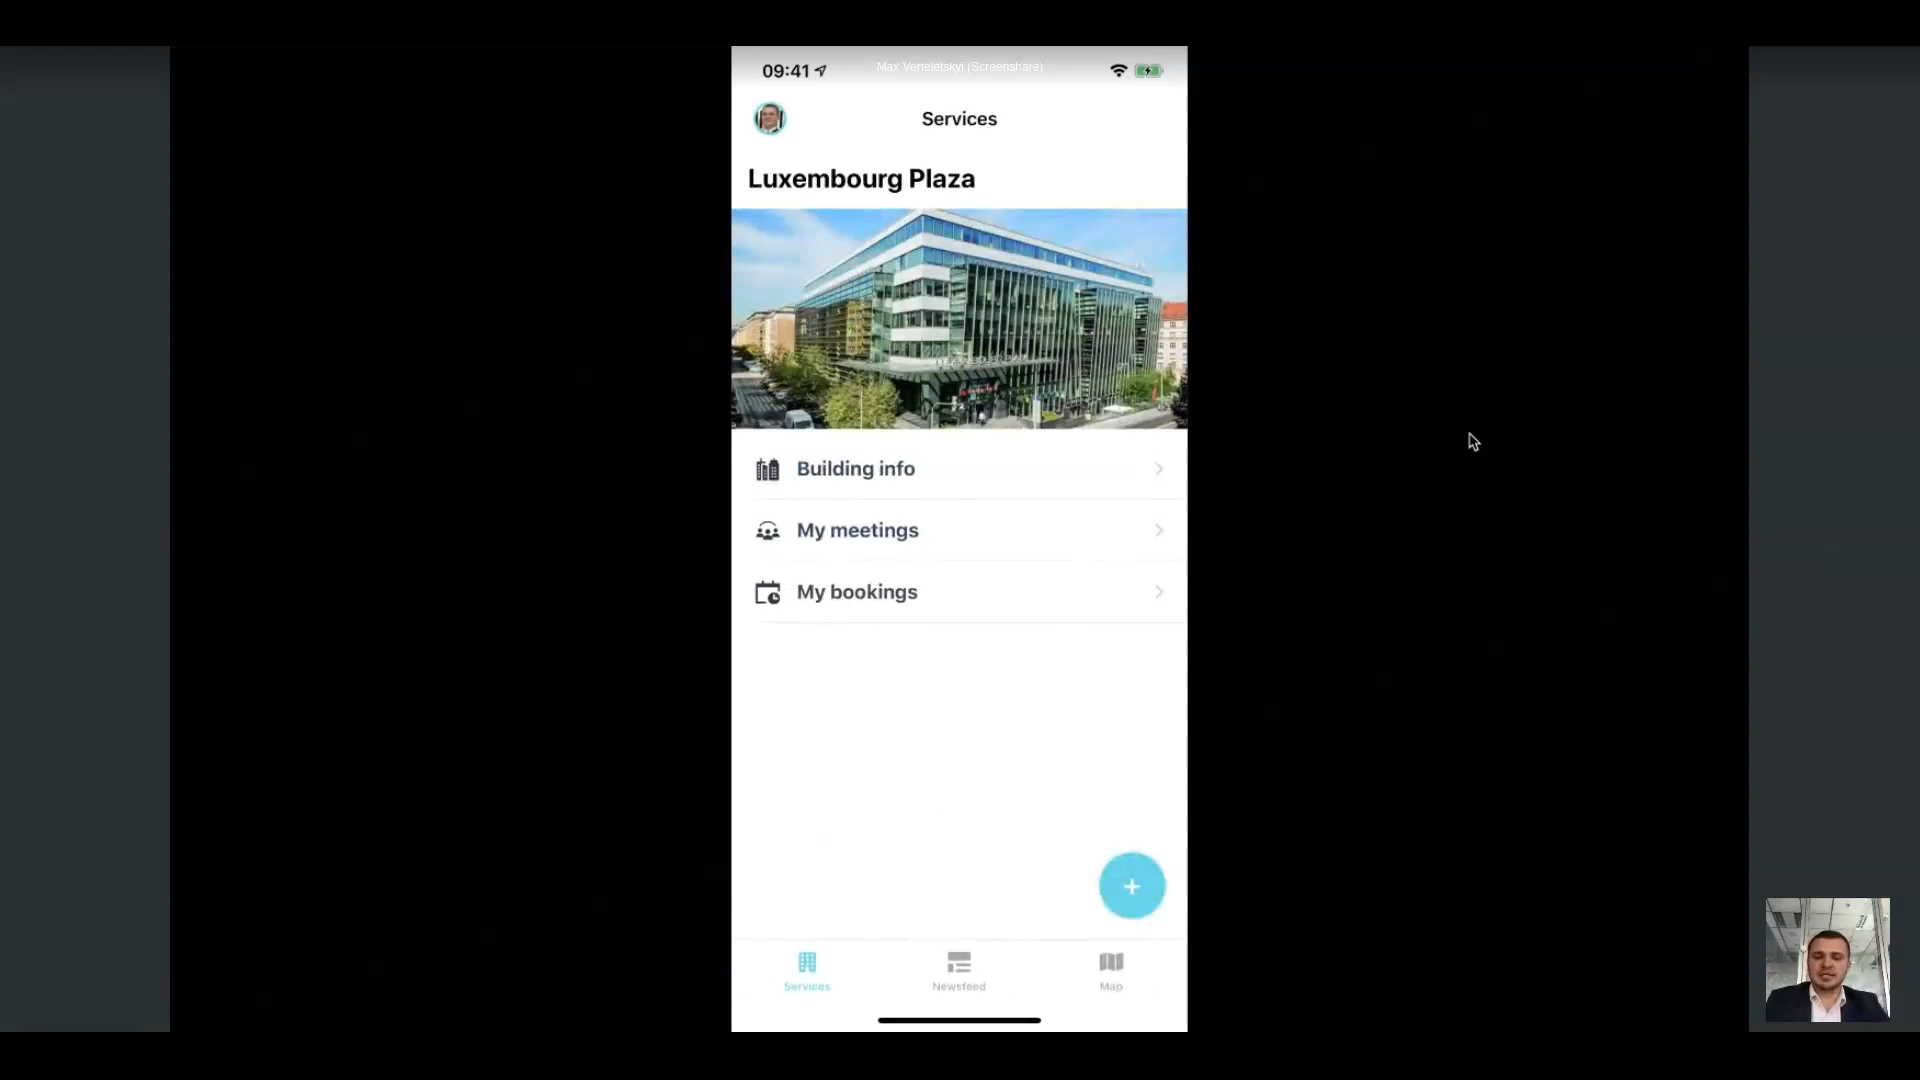 09:41
Max Verteletskyi (Screenshare)
Services
Luxembourg Plaza
Building info
My meetings
My bookings
+
Services
Newsfeed
Map